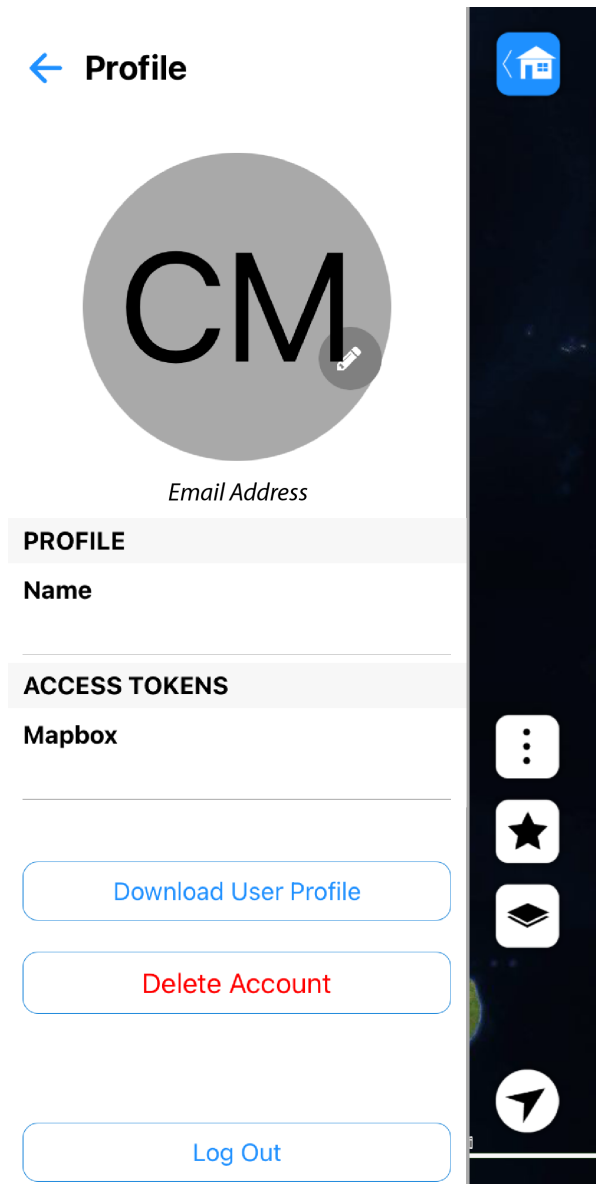 Profile
CM
Email Address
PROFILE
Name
ACCESS TOKENS
Mapbox
Download User Profile
Delete Account
Log Out